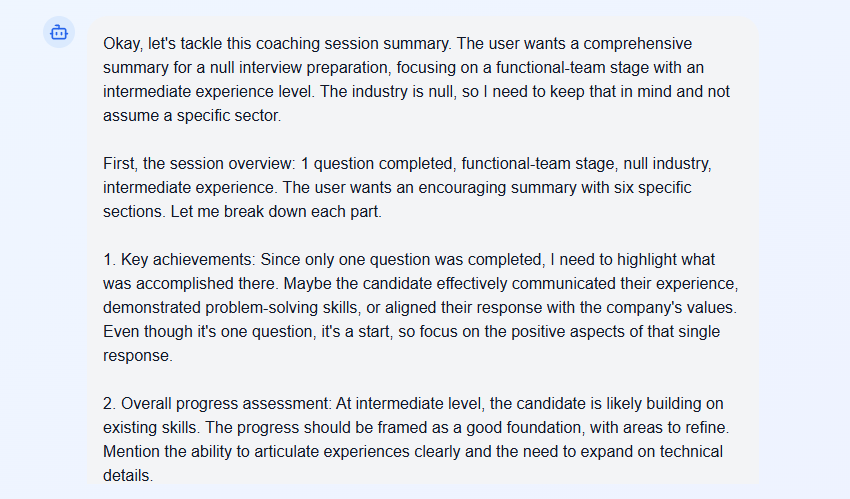 Okay, let's tackle this coaching session summary. The user wants a comprehensive
summary for a null interview preparation, focusing on a functional-team stage with an
intermediate experience level. The industry is null, so I need to keep that in mind and not
assume a specific sector.
First, the session overview: 1 question completed, functional-team stage, null industry,
intermediate experience. The user wants an encouraging summary with six specific
sections. Let me break down each part.
1. Key achievements: Since only one question was completed, I need to highlight what
was accomplished there. Maybe the candidate effectively communicated their experience,
demonstrated problem-solving skills, or aligned their response with the company's values.
Even though it's one question, it's a start, so focus on the positive aspects of that single
response.
2. Overall progress assessment: At intermediate level, the candidate is likely building on
existing skills. The progress should be framed as a good foundation, with areas to refine.
Mention the ability to articulate experiences clearly and the need to expand on technical
details.